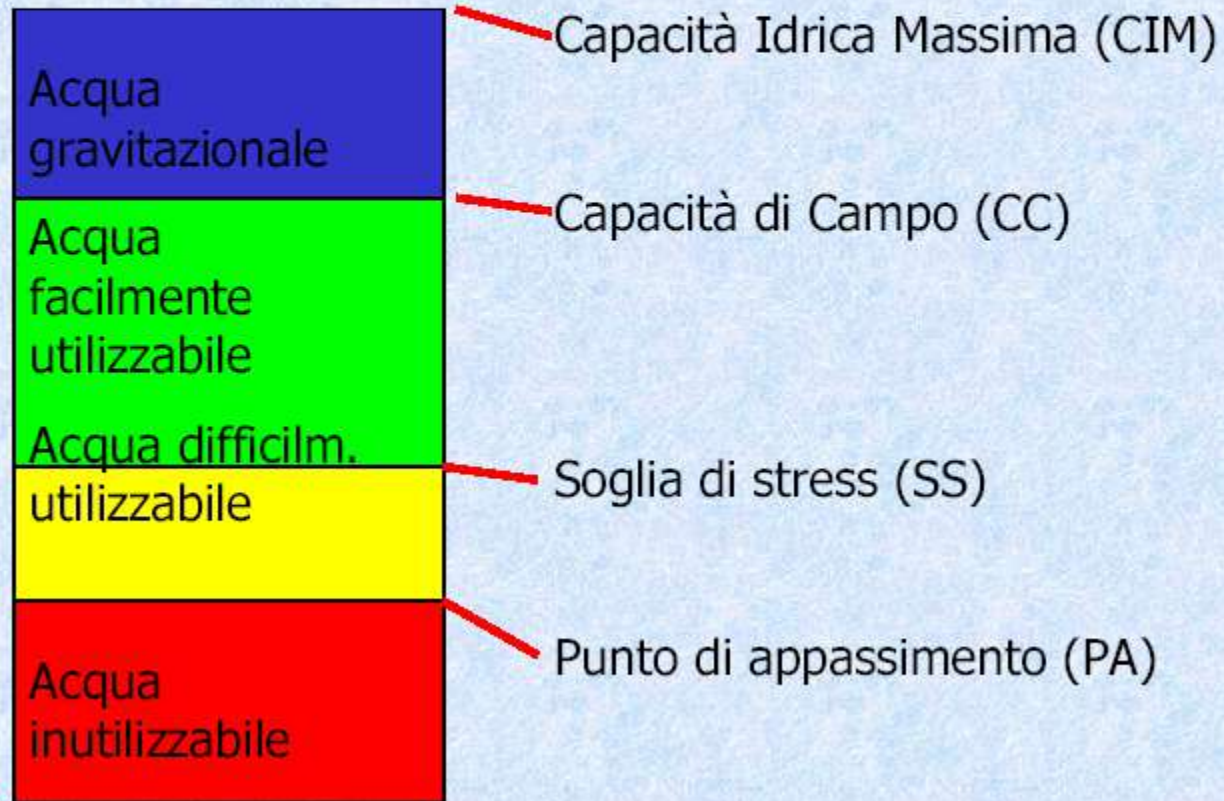 Capacità Idrica Massima (CIM)
Acqua
gravitazionale
Capacità di Campo (CC)
Acqua
facilmente
utilizzabile
Acqua difficilm.
utilizzabile
Soglia di stress (SS)
Punto di appassimento (PA)
Acqua
inutilizzabile